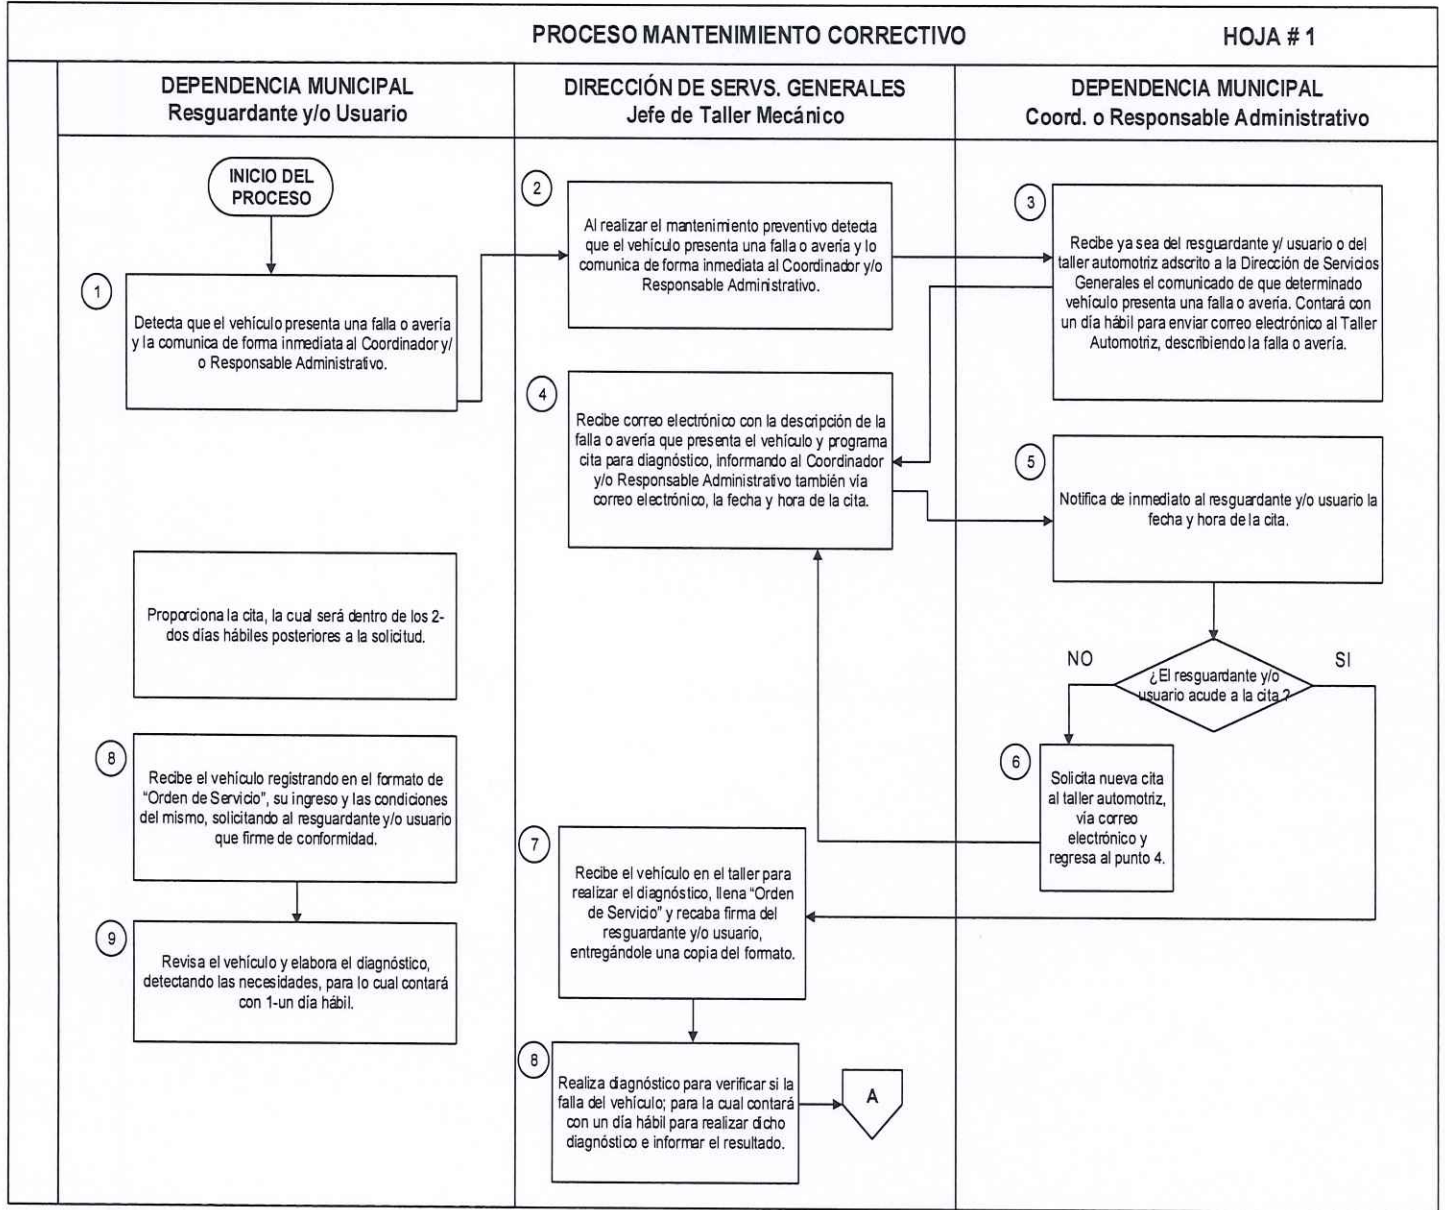 PROCESO MANTENIMIENTO CORRECTIVO
HOJA # 1
DEPENDENCIA MUNICIPAL
Resguardante y/o Usuario
DIRECCIÓN DE SERVS. GENERALES
Jefe de Taller Mecánico
DEPENDENCIA MUNICIPAL
Coord. o Responsable Administrativo
INICIO DEL
PROCESO
1
Detecta que el vehículo presenta una falla o avería
y la comunica de forma inmediata al Coordinador y/
o Responsable Administrativo.
2
Al realizar el mantenimiento preventivo detecta
que el vehículo presenta una falla o avería y lo
comunica de forma inmediata al Coordinador y/o
Responsable Administrativo.
3
Recibe ya sea del resguardante y/ usuario o del
taller automotriz adscrito a la Dirección de Servicios
Generales el comunicado de que determinado
vehículo presenta una falla o avería. Contará con
un día hábil para enviar correo electrónico al Taller
Automotriz, describiendo la falla o avería.
4
Recibe correo electrónico con la descripción de la
falla o avería que presenta el vehículo y programa
cita para diagnóstico, informando al Coordinador
y/o Responsable Administrativo también vía
correo electrónico, la fecha y hora de la cita.
5
Notifica de inmediato al resguardante y/o usuario la
fecha y hora de la cita.
Proporciona la cita, la cual será dentro de los 2-
dos días hábiles posteriores a la solicitud.
NO
SI
¿El resguardante y/o
usuario acude a la cita ?
6
Solicita nueva cita
al taller automotriz,
vía correo
electrónico y
regresa al punto 4.
8
Recibe el vehículo registrando en el formato de
"Orden de Servicio", su ingreso y las condiciones
del mismo, solicitando al resguardante y/o usuario
que firme de conformidad.
7
Recibe el vehículo en el taller para
realizar el diagnóstico, llena "Orden
de Servicio" y recaba firma del
resguardante y/o usuario,
entregándole una copia del formato.
9
Revisa el vehículo y elabora el diagnóstico,
detectando las necesidades, para lo cual contará
con 1-un día hábil.
8
Realiza diagnóstico para verificar si la
falla del vehículo; para la cual contará
con un día hábil para realizar dicho
diagnóstico e informar el resultado.
A